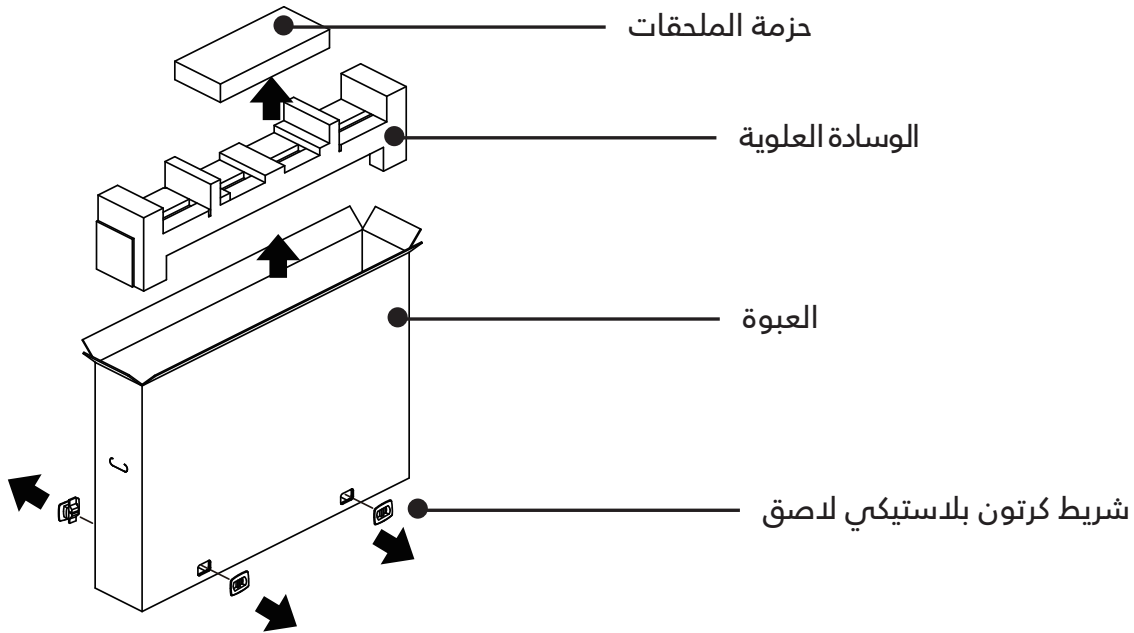 حزمة الملحقات
الوسادة العلوية
العبوة
شريط كرتون بلاستيكي لاصق